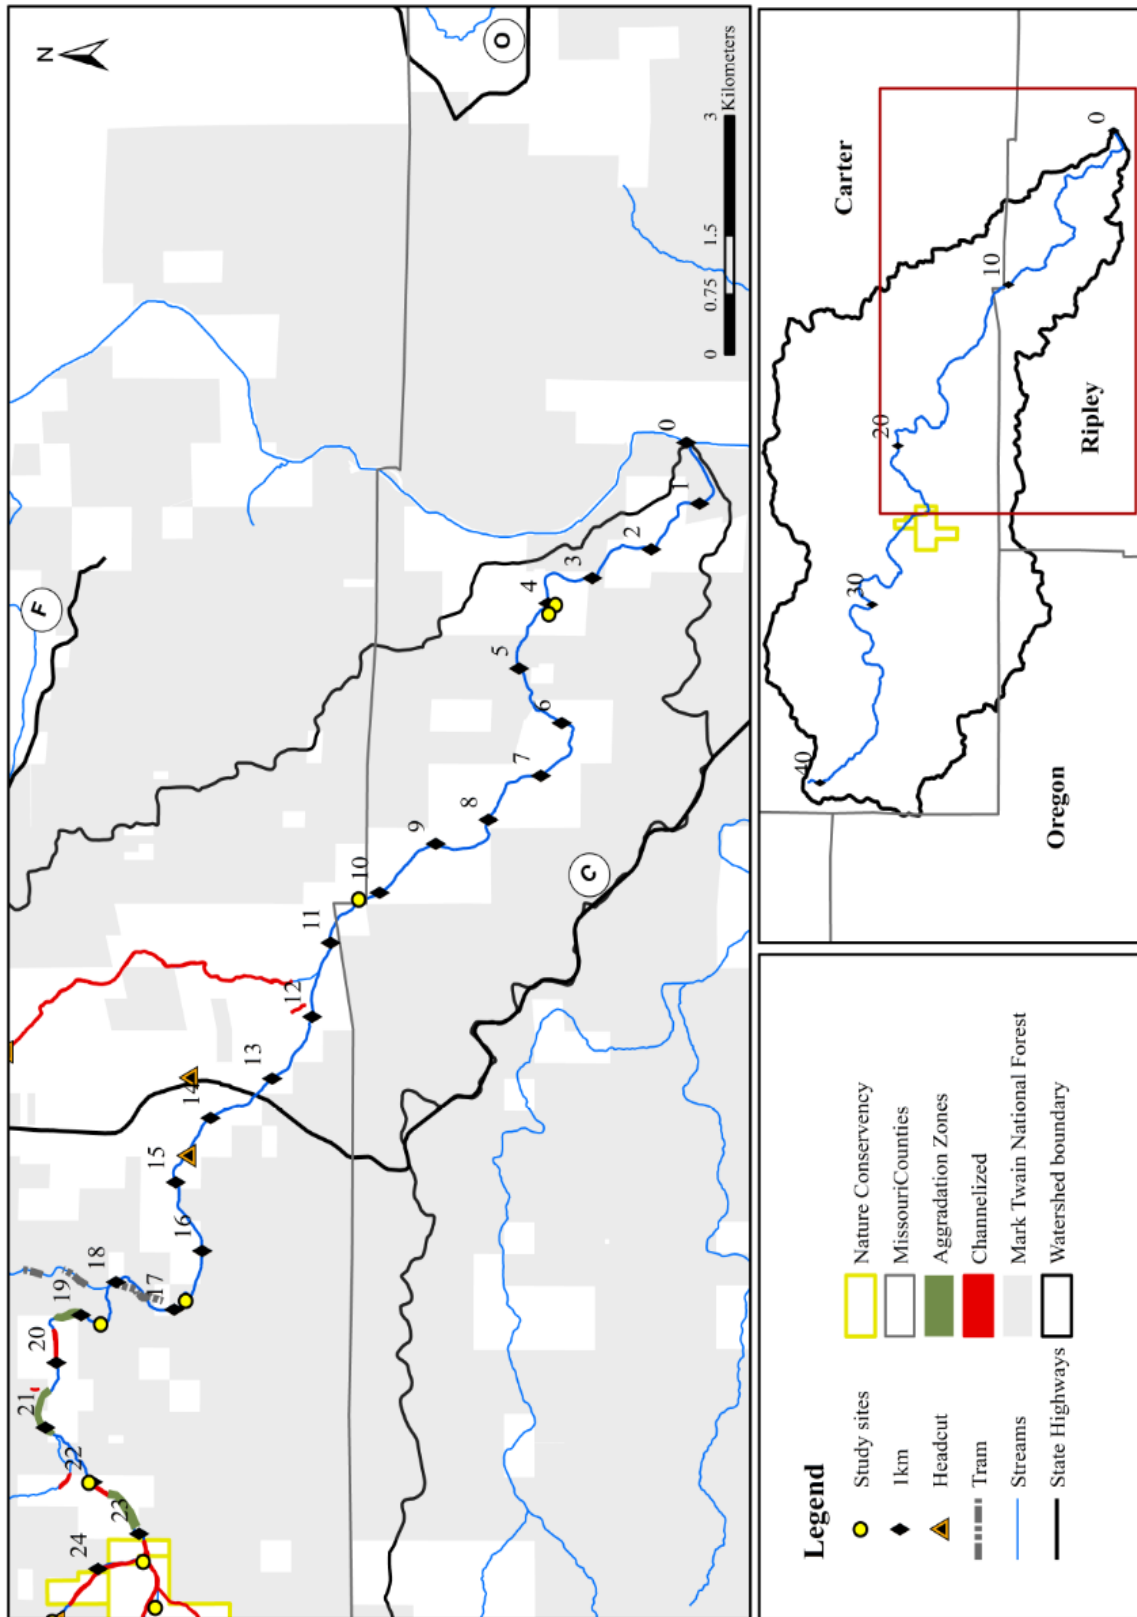 N
F
O
C
24
23
22
21
20
19
18
17
16
15
14
13
12
11
10
9
8
7
6
5
4
3
2
1
0
0 0.75 1.5 3
Kilometers
Legend
Study sites
1km
Headcut
Tram
Streams
State Highways
Nature Conservency
MissouriCounties
Aggradation Zones
Channelized
Mark Twain National Forest
Watershed boundary
Carter
40
30
20
10
0
Oregon
Ripley